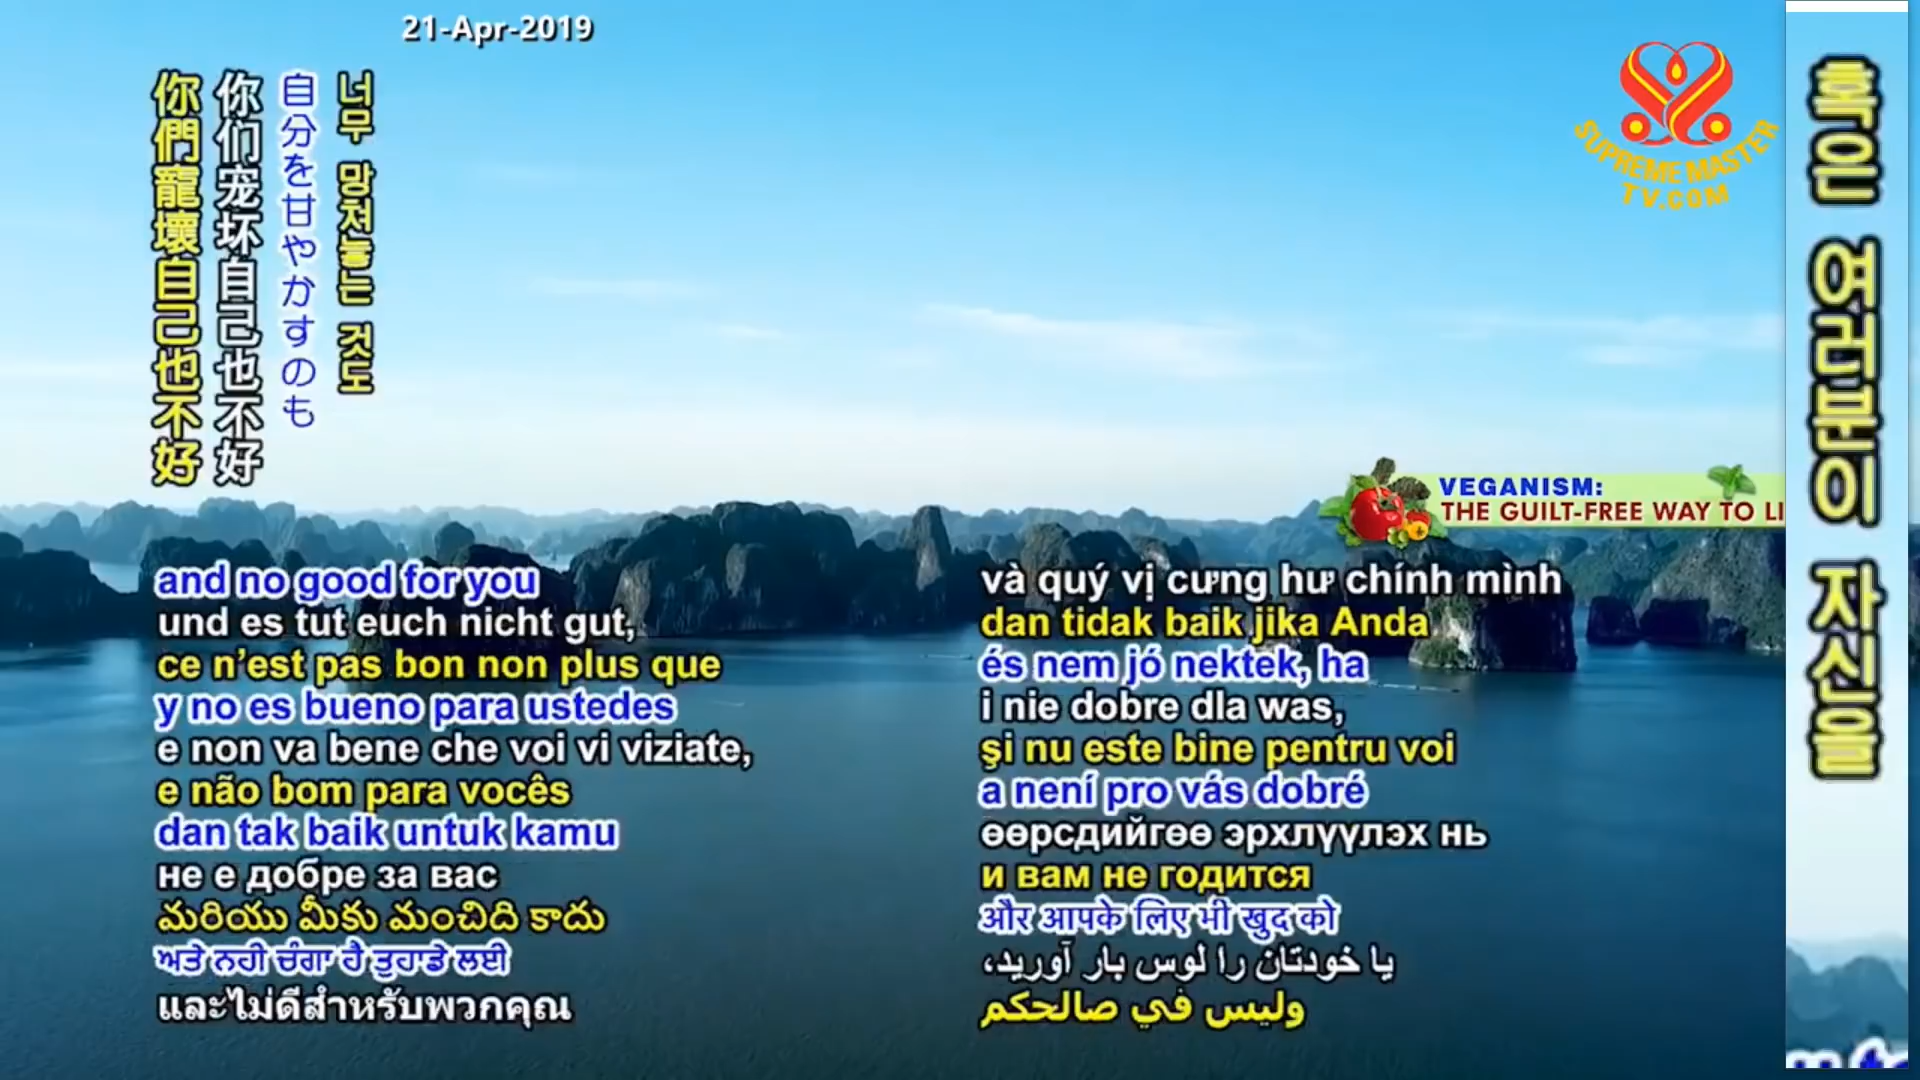 21-Apr-2019
너무 망쳐놓는 것도
自分を甘やかすのも
你们宠坏自己也不好
你們寵壞自己也不好
SUPREME MASTER
TV.COM
혹은 여러분이 자신을
VEGANISM:
THE GUILT-FREE WAY TO LI
and no good for you
und es tut euch nicht gut,
ce n’est pas bon non plus que
y no es bueno para ustedes
e non va bene che voi vi viziate,
e não bom para vocês
dan tak baik untuk kamu
не е добре за вас
మరియు మీకు మంచిది కాదు
ਅਤੇ ਨਹੀ ਚੰਗਾ ਹੈ ਤੁਹਾਡੇ ਲਈ
และไม่ดีสำหรับพวกคุณ
và quý vị cưng hư chính mình
dan tidak baik jika Anda
és nem jó nektek, ha
i nie dobre dla was,
şi nu este bine pentru voi
a není pro vás dobré
өөрсдийгөө эрхлүүлэх нь
и вам не годится
और आपके लिए भी खुद को
یا خودتان را لوس بار آورید،
وليس في صالحكم